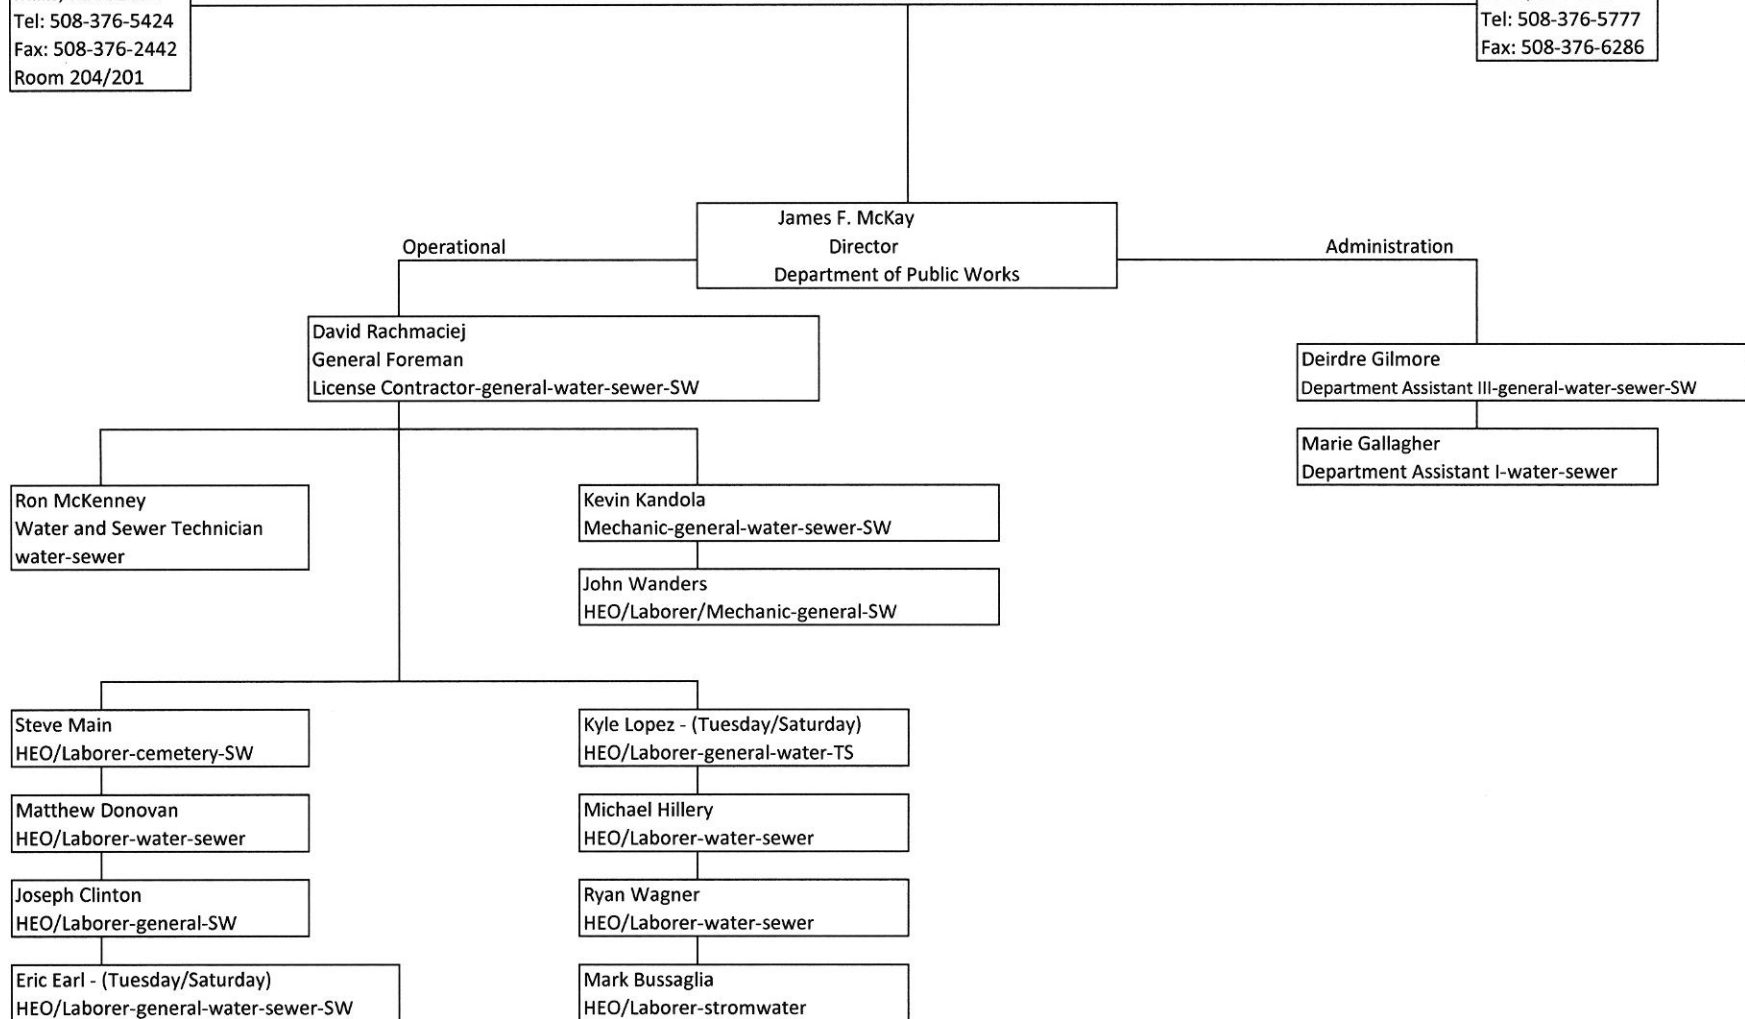 Tel: 508-376-5424
Fax: 508-376-2442
Room 204/201
Tel: 508-376-5777
Fax: 508-376-6286
James F. McKay
Director
Department of Public Works
Operational
Administration
David Rachmaciej
General Foreman
License Contractor-general-water-sewer-SW
Deirdre Gilmore
Department Assistant III-general-water-sewer-SW
Marie Gallagher
Department Assistant I-water-sewer
Ron McKenney
Water and Sewer Technician
water-sewer
Kevin Kandola
Mechanic-general-water-sewer-SW
John Wanders
HEO/Laborer/Mechanic-general-SW
Steve Main
HEO/Laborer-cemetery-SW
Matthew Donovan
HEO/Laborer-water-sewer
Joseph Clinton
HEO/Laborer-general-SW
Eric Earl - (Tuesday/Saturday)
HEO/Laborer-general-water-sewer-SW
Kyle Lopez - (Tuesday/Saturday)
HEO/Laborer-general-water-TS
Michael Hillery
HEO/Laborer-water-sewer
Ryan Wagner
HEO/Laborer-water-sewer
Mark Bussaglia
HEO/Laborer-stromwater